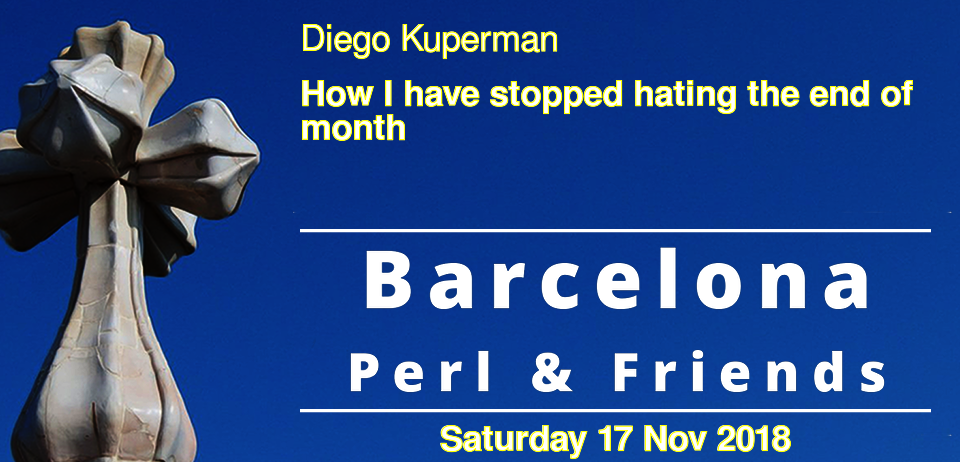 Diego Kuperman
How I have stopped hating the end of
month
Barcelona
Perl & Friends
Saturday 17 Nov 2018